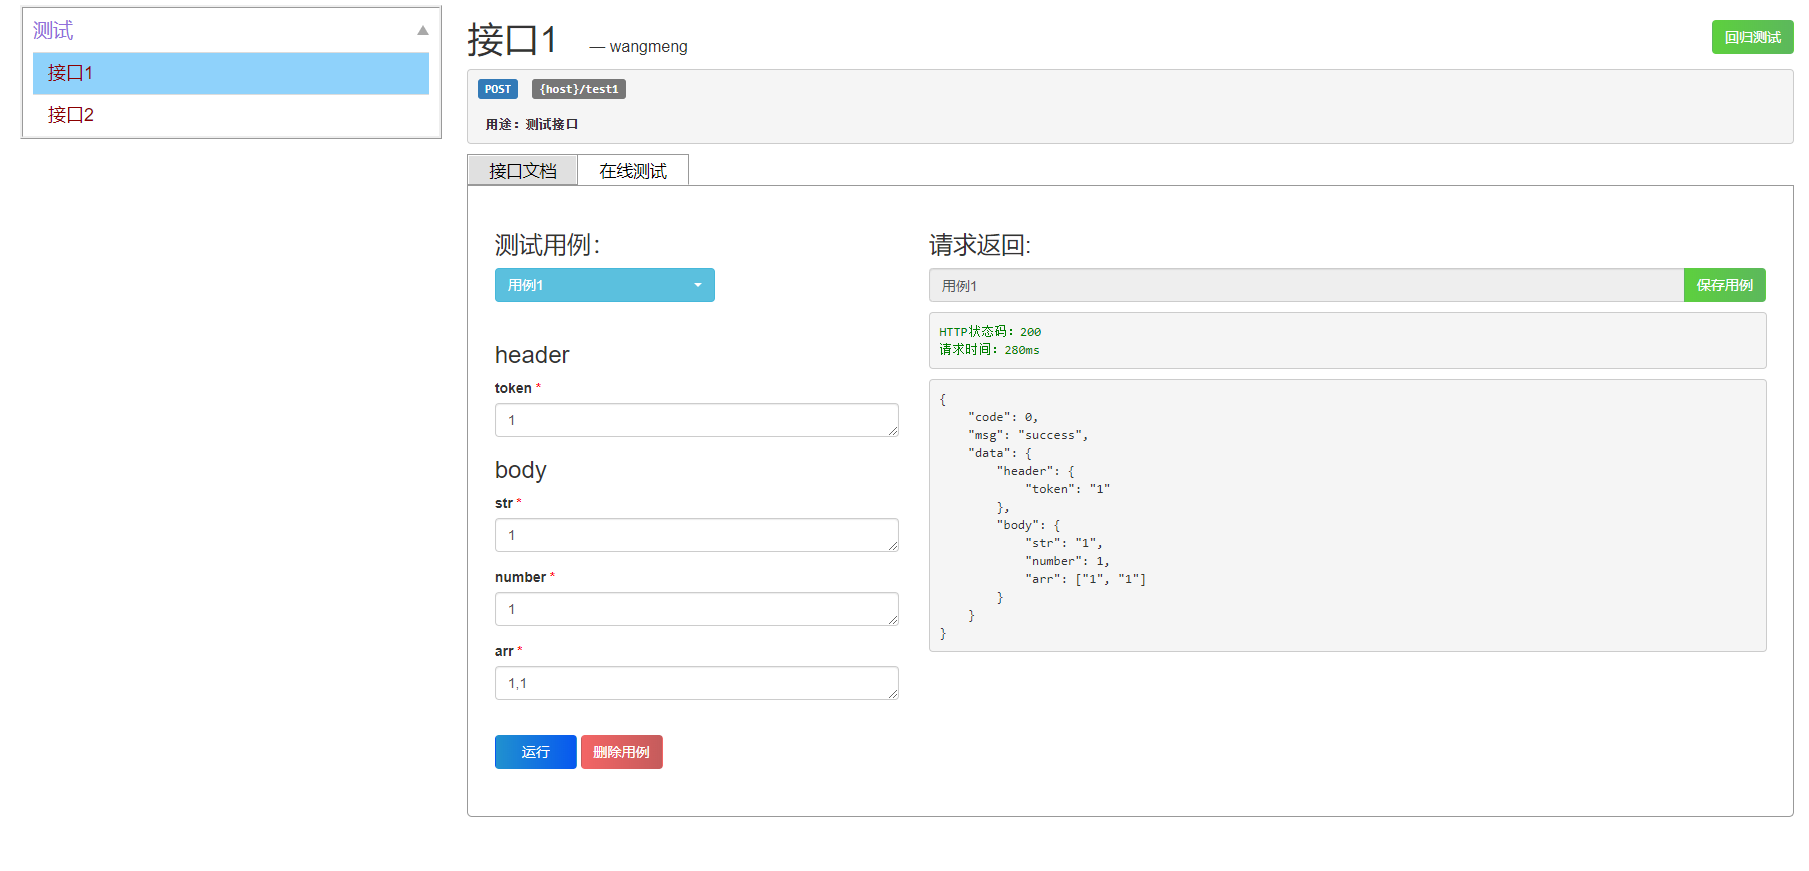 测试
接口1
接口2
接口1 — wangmeng
回归测试
POST {host}/test1
用途：测试接口
接口文档 在线测试
测试用例：
用例1
header
token *
1
body
str *
1
number *
1
arr *
1,1
运行 删除用例
请求返回:
用例1 保存用例
HTTP状态码：200
请求时间：280ms
{
    "code": 0,
    "msg": "success",
    "data": {
        "header": {
            "token": "1"
        },
        "body": {
            "str": "1",
            "number": 1,
            "arr": ["1", "1"]
        }
    }
}